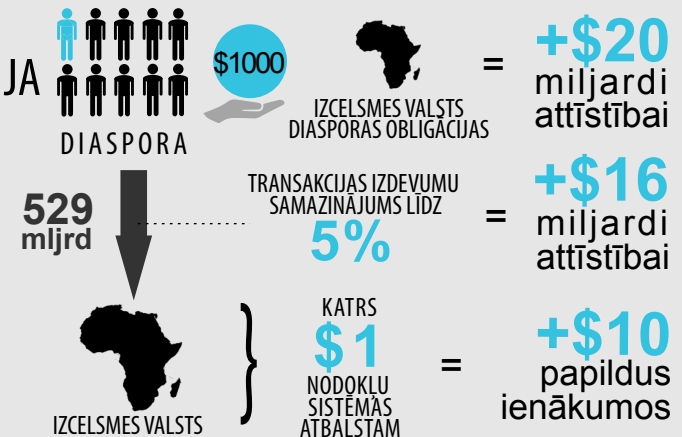 JA
DIASPORA
$1000
IZCELSMES VALSTS
DIASPORAS OBLIGĀCIJAS
=
+$20
miljardi
attīstībai
529
mljrd
TRANSAKCIJAS IZDEVUMU
SAMAZINĀJUMS LĪDZ
5%
=
+$16
miljardi
attīstībai
IZCELSMES VALSTS
}
KATRS
$1
NODOKĻU
SISTĒMAS
ATBALSTAM
=
+$10
papildus
ienākumos